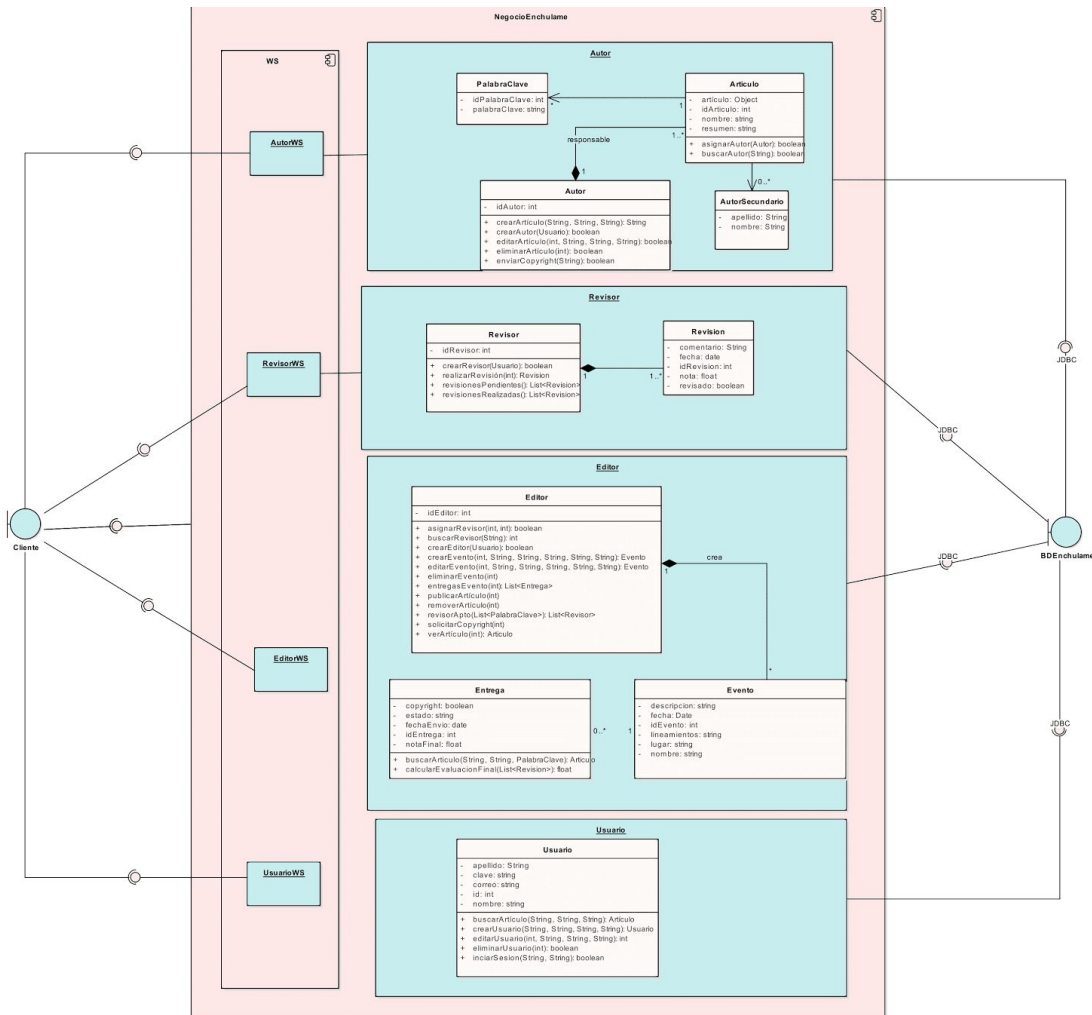 NegocioEnchulame
WS
AutorWS
RevisorWS
EditorWS
UsuarioWS
Cliente
BDEnchulame
JDBC
JDBC
JDBC
JDBC
Autor
PalabraClave
- idPalabraClave: int
- palabraClave: string
Articulo
- artículo: Object
- idArticulo: int
- nombre: string
- resumen: string
+ asignarAutor(Autor): boolean
+ buscarAutor(String): boolean
*
1
responsable
1..*
1
0..*
Autor
- idAutor: int
+ crearArtículo(String, String, String): String
+ crearAutor(Usuario): boolean
+ editarArtículo(int, String, String, String): boolean
+ eliminarArtículo(int): boolean
+ enviarCopyright(String): boolean
AutorSecundario
- apellido: String
- nombre: String
Revisor
Revisor
- idRevisor: int
+ crearRevisor(Usuario): boolean
+ realizarRevisión(int): Revision
+ revisionesPendientes(): List<Revision>
+ revisionesRealizadas(): List<Revision>
1
1..*
Revision
- comentario: String
- fecha: date
- idRevision: int
- nota: float
- revisado: boolean
Editor
Editor
- idEditor: int
+ asignarRevisor(int, int): boolean
+ buscarRevisor(String): int
+ crearEditor(Usuario): boolean
+ crearEvento(int, String, String, String, String, String): Evento
+ editarEvento(int, String, String, String, String, String): Evento
+ eliminarEvento(int)
+ entregasEvento(int): List<Entrega>
+ publicarArtículo(int)
+ removerArtículo(int)
+ revisorApto(List<PalabraClave>): List<Revisor>
+ solicitarCopyright(int)
+ verArtículo(int): Articulo
crea
1
*
Entrega
- copyright: boolean
- estado: string
- fechaEnvio: date
- idEntrega: int
- notaFinal: float
+ buscarArticulo(String, String, PalabraClave): Articulo
+ calcularEvaluacionFinal(List<Revision>): float
0..*
1
Evento
- descripcion: string
- fecha: Date
- idEvento: int
- lineamientos: string
- lugar: string
- nombre: string
Usuario
Usuario
- apellido: String
- clave: string
- correo: string
- id: int
- nombre: string
+ buscarArtículo(String, String, String): Artículo
+ crearUsuario(String, String, String, String): Usuario
+ editarUsuario(int, String, String, String): int
+ eliminarUsuario(int): boolean
+ inciarSesion(String, String): boolean